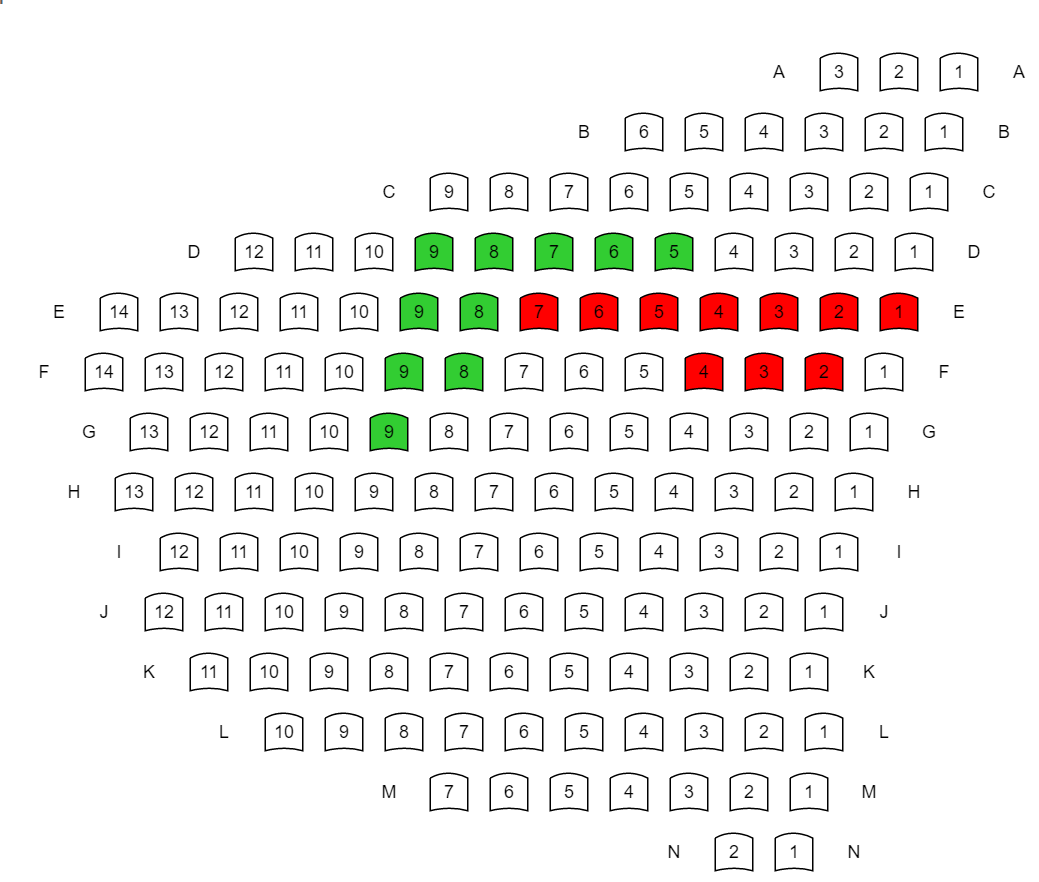 A 3 2 1 A
B 6 5 4 3 2 1 B
C 9 8 7 6 5 4 3 2 1 C
D 12 11 10 9 8 7 6 5 4 3 2 1 D
E 14 13 12 11 10 9 8 7 6 5 4 3 2 1 E
F 14 13 12 11 10 9 8 7 6 5 4 3 2 1 F
G 13 12 11 10 9 8 7 6 5 4 3 2 1 G
H 13 12 11 10 9 8 7 6 5 4 3 2 1 H
I 12 11 10 9 8 7 6 5 4 3 2 1 I
J 12 11 10 9 8 7 6 5 4 3 2 1 J
K 11 10 9 8 7 6 5 4 3 2 1 K
L 10 9 8 7 6 5 4 3 2 1 L
M 7 6 5 4 3 2 1 M
N 2 1 N